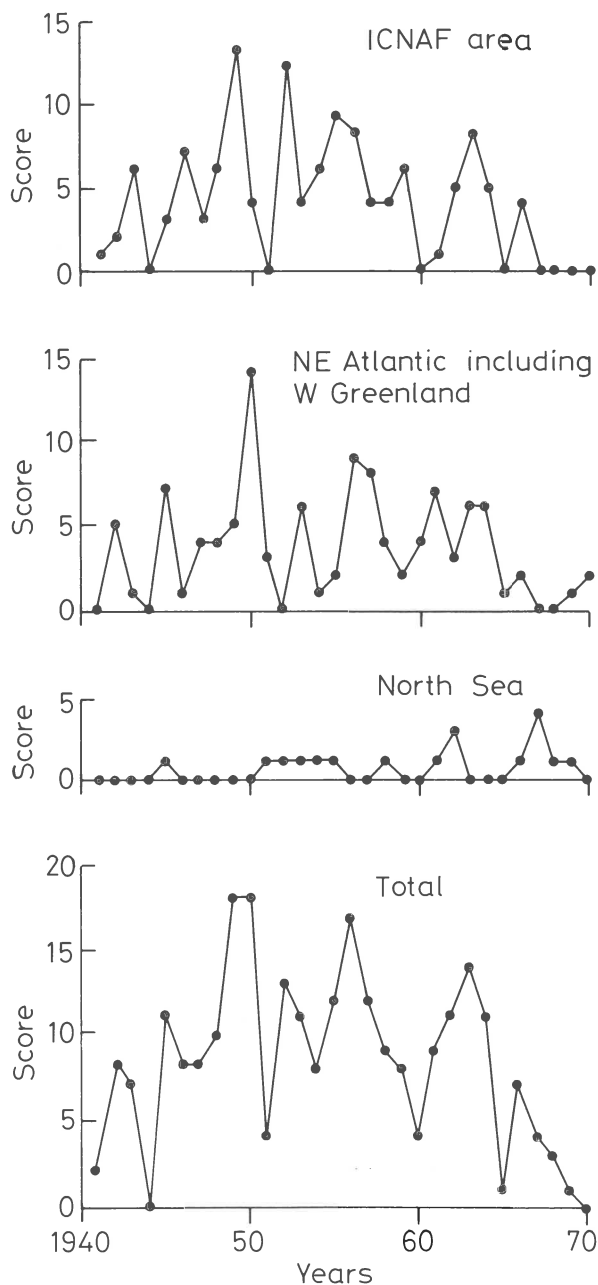 ICNAF area
15
10
5
0
Score
NE Atlantic including
W Greenland
15
10
5
0
Score
North Sea
5
0
Score
Total
20
15
10
5
0
Score
1940 50 60 70
Years